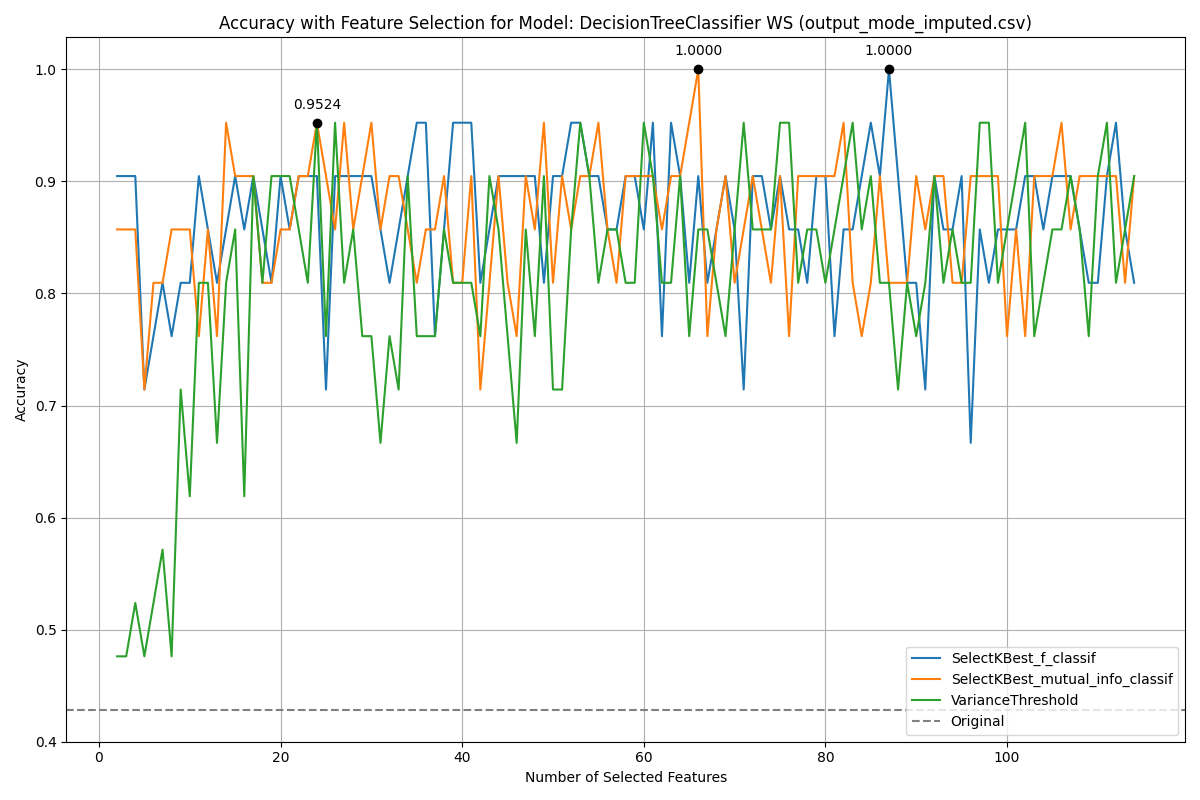 Accuracy with Feature Selection for Model: DecisionTreeClassifier WS (output_mode_imputed.csv)
1.0000
1.0000
0.9524
1.0
0.9
0.8
0.7
0.6
0.5
0.4
Accuracy
SelectKBest_f_classif
SelectKBest_mutual_info_classif
VarianceThreshold
Original
0
20
40
60
80
100
Number of Selected Features